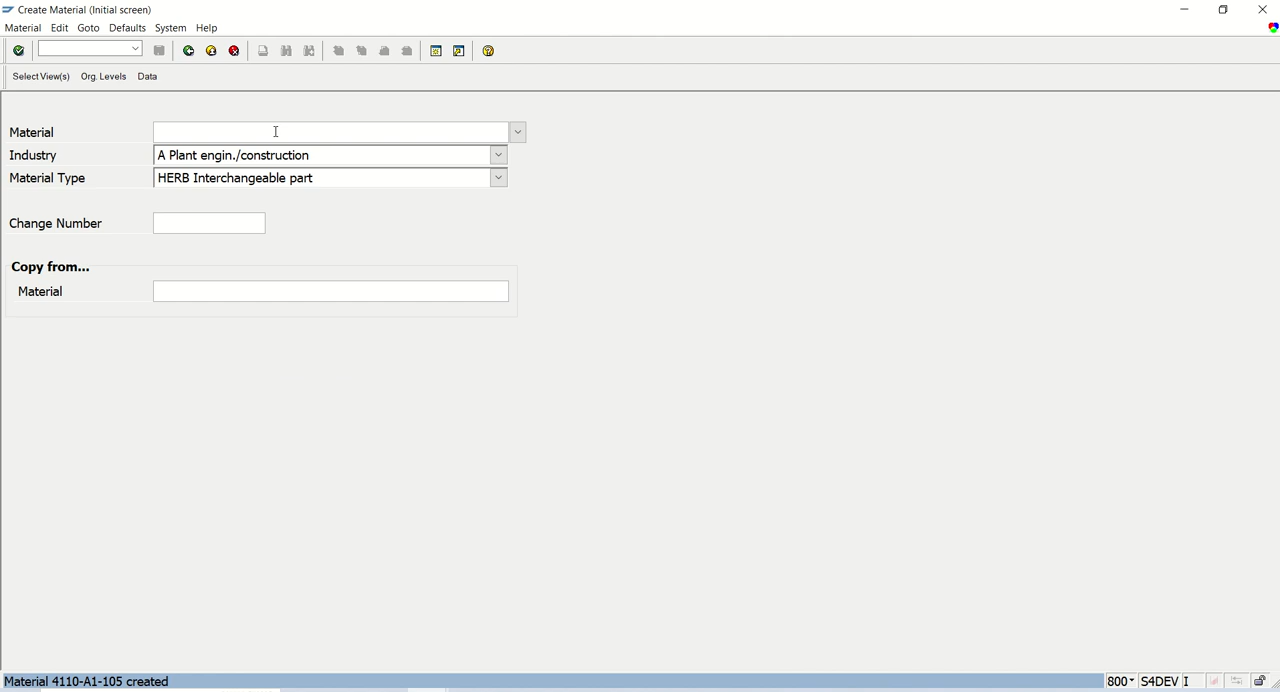 Create Material (Initial screen)
Material Edit Goto Defaults System Help
Select View(s) Org. Levels Data
Material
Industry A Plant engin./construction
Material Type HERB Interchangeable part
Change Number
Copy from...
Material
Material 4110-A1-105 created 800 S4DEV I